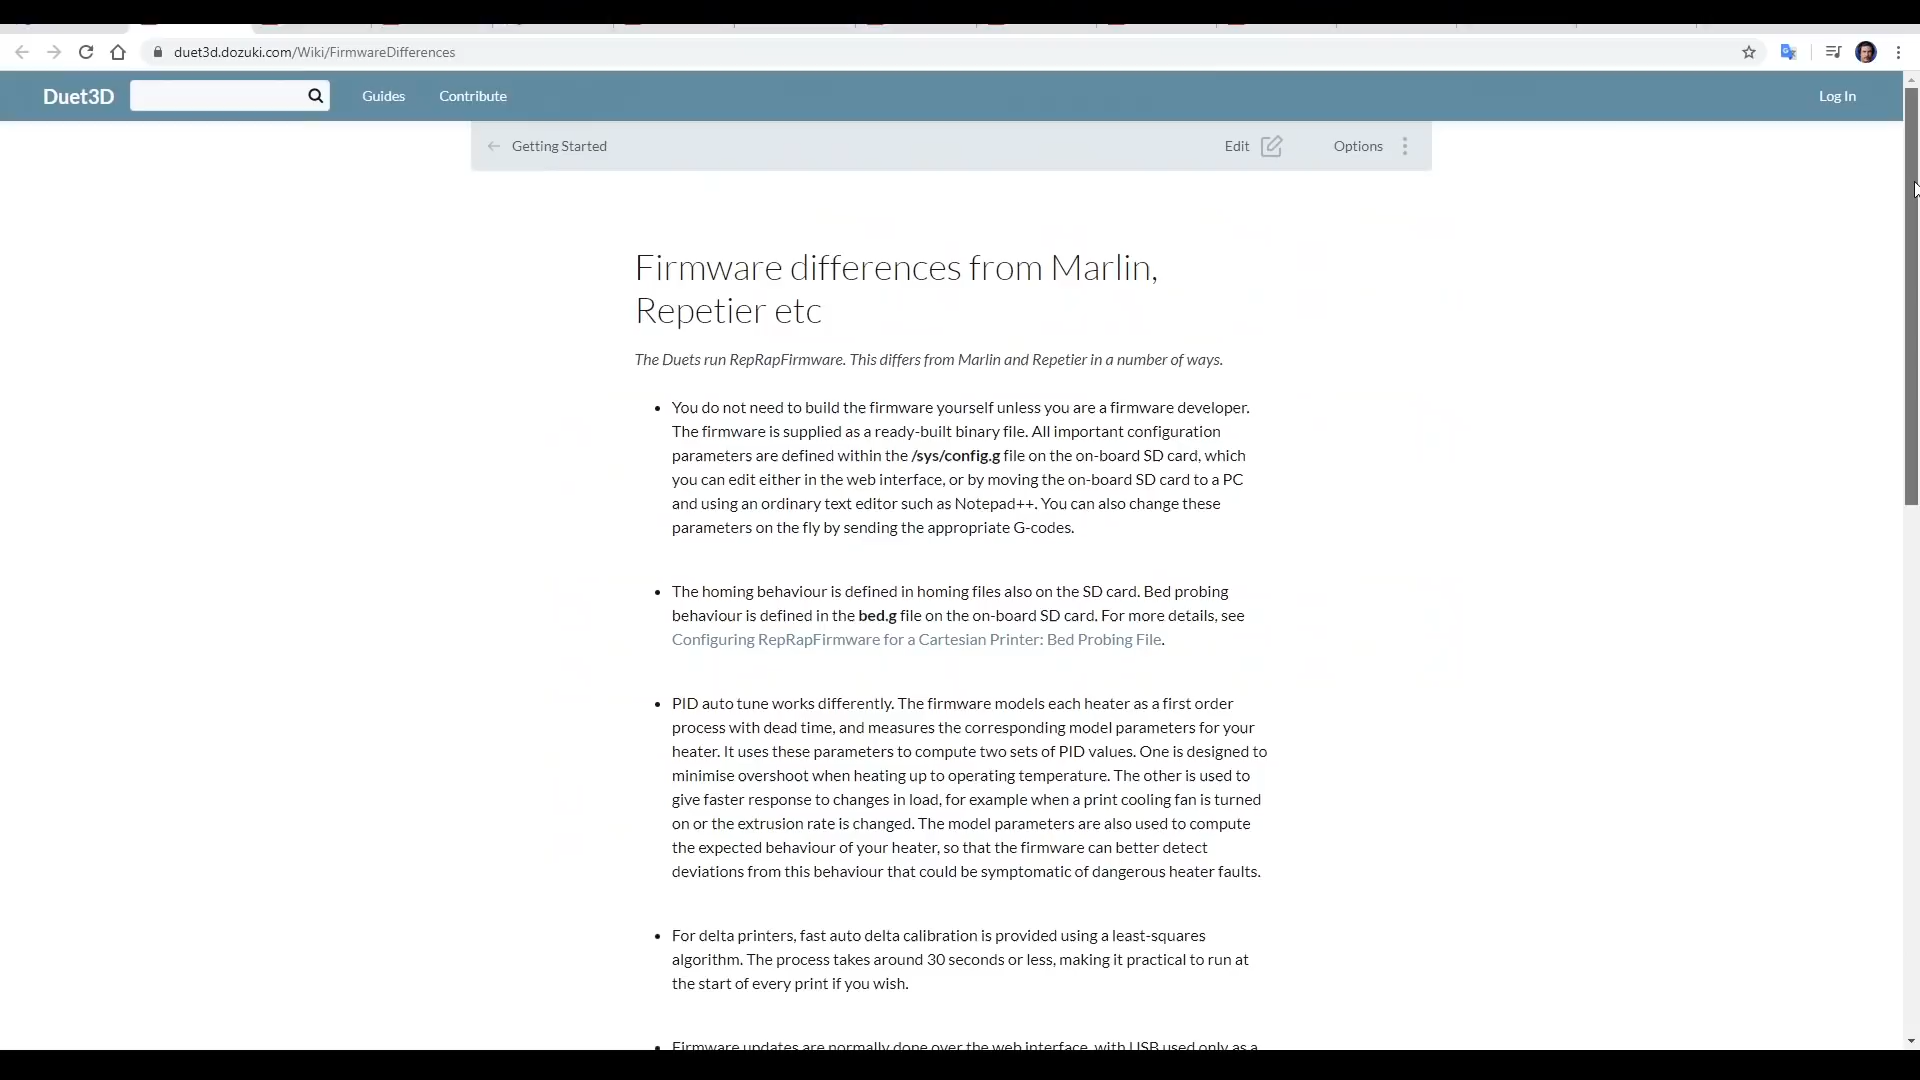 duet3d.dozuki.com/Wiki/FirmwareDifferences
Duet3D
Guides
Contribute
Log In
Getting Started
Edit
Options
Firmware differences from Marlin,
Repetier etc
The Duets run RepRapFirmware. This differs from Marlin and Repetier in a number of ways.
• You do not need to build the firmware yourself unless you are a firmware developer.
The firmware is supplied as a ready-built binary file. All important configuration
parameters are defined within the /sys/config.g file on the on-board SD card, which
you can edit either in the web interface, or by moving the on-board SD card to a PC
and using an ordinary text editor such as Notepad++. You can also change these
parameters on the fly by sending the appropriate G-codes.
• The homing behaviour is defined in homing files also on the SD card. Bed probing
behaviour is defined in the bed.g file on the on-board SD card. For more details, see
Configuring RepRapFirmware for a Cartesian Printer: Bed Probing File.
• PID auto tune works differently. The firmware models each heater as a first order
process with dead time, and measures the corresponding model parameters for your
heater. It uses these parameters to compute two sets of PID values. One is designed to
minimise overshoot when heating up to operating temperature. The other is used to
give faster response to changes in load, for example when a print cooling fan is turned
on or the extrusion rate is changed. The model parameters are also used to compute
the expected behaviour of your heater, so that the firmware can better detect
deviations from this behaviour that could be symptomatic of dangerous heater faults.
• For delta printers, fast auto delta calibration is provided using a least-squares
algorithm. The process takes around 30 seconds or less, making it practical to run at
the start of every print if you wish.
• Firmware updates are normally done over the web interface, with USB used only as a